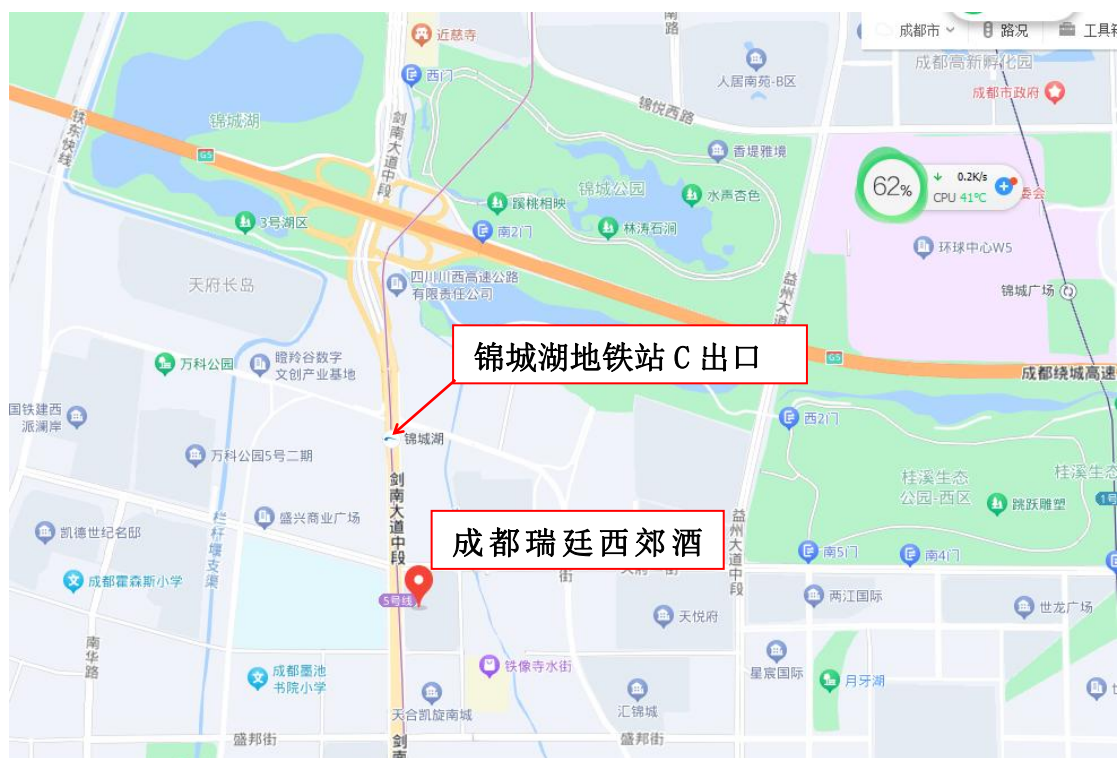 南
路
近慈寺
成都市
路况
工具
西门
人居南苑-B区
成都高新孵化园
成都市政府
锦悦西路
铁东快线
锦城湖
G5
剑南大道中段
香堤雅境
62%
0.2K/s
CPU 41℃
委会
锦城公园
水声杏色
蹊桃相映
3号湖区
南2门
林涛石涧
环球中心W5
四川川西高速公路
有限责任公司
天府长岛
益州大道
锦城广场
锦城湖地铁站 C 出口
瞪羚谷数字
文创产业基地
万科公园
G5
成都绕城高速
国铁建西
派澜岸
西2门
锦城湖
万科公园5号二期
桂溪生态
公园-西区
桂溪生态
剑南大道中段
跳跃雕塑
1号
盛兴商业广场
栏杆堰支渠
益州大道中段
凯德世纪名邸
成都瑞廷西郊酒
南5门
南4门
街
街
成都霍森斯小学
5号线
两江国际
世龙广场
天悦府
南华路
铁像寺水街
成都墨池
书院小学
星宸国际
月牙湖
天合凯旋南城
汇锦城
盛邦街
剑南
盛邦街